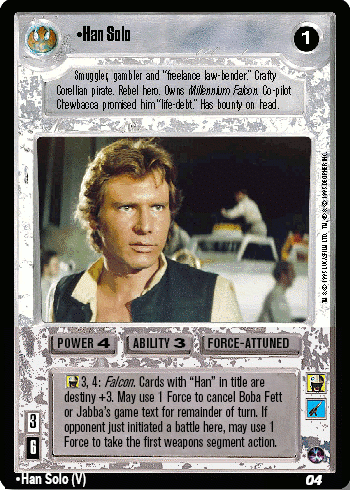 •Han Solo
1
Smuggler, gambler and "freelance law-bender." Crafty
Corellian pirate. Rebel hero. Owns Millennium Falcon. Co-pilot
Chewbacca promised him "life-debt." Has bounty on head.
POWER 4
ABILITY 3
FORCE-ATTUNED
3, 4: Falcon. Cards with "Han" in title are
destiny +3. May use 1 Force to cancel Boba Fett
or Jabba's game text for remainder of turn. If
opponent just initiated a battle here, may use
1 Force to take the first weapons segment action.
3
6
•Han Solo (V)
04